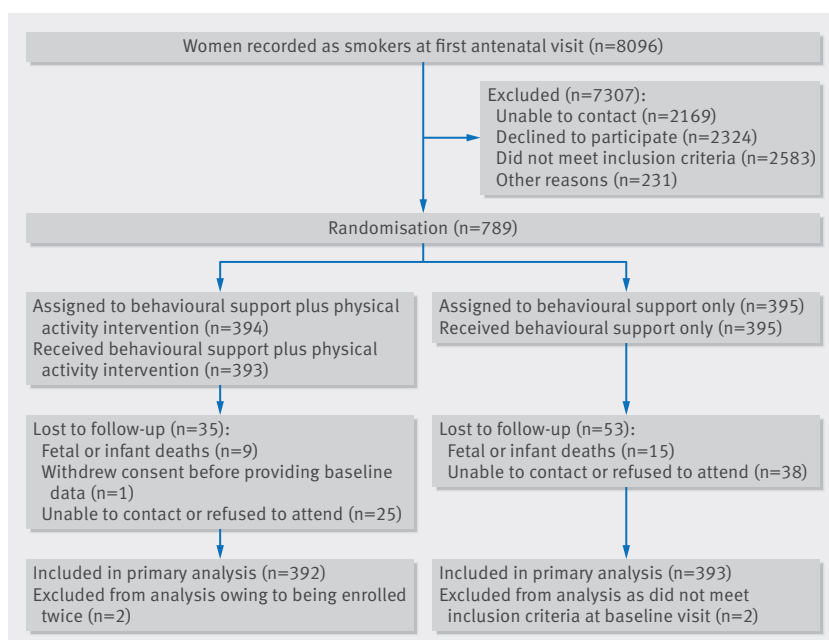 Women recorded as smokers at first antenatal visit (n=8096)
Excluded (n=7307):
Unable to contact (n=2169)
Declined to participate (n=2324)
Did not meet inclusion criteria (n=2583)
Other reasons (n=231)
Randomisation (n=789)
Assigned to behavioural support plus physical
activity intervention (n=394)
Received behavioural support plus physical
activity intervention (n=393)
Assigned to behavioural support only (n=395)
Received behavioural support only (n=395)
Lost to follow-up (n=35):
Fetal or infant deaths (n=9)
Withdrew consent before providing baseline
data (n=1)
Unable to contact or refused to attend (n=25)
Lost to follow-up (n=53):
Fetal or infant deaths (n=15)
Unable to contact or refused to attend (n=38)
Included in primary analysis (n=392)
Excluded from analysis owing to being enrolled
twice (n=2)
Included in primary analysis (n=393)
Excluded from analysis as did not meet
inclusion criteria at baseline visit (n=2)